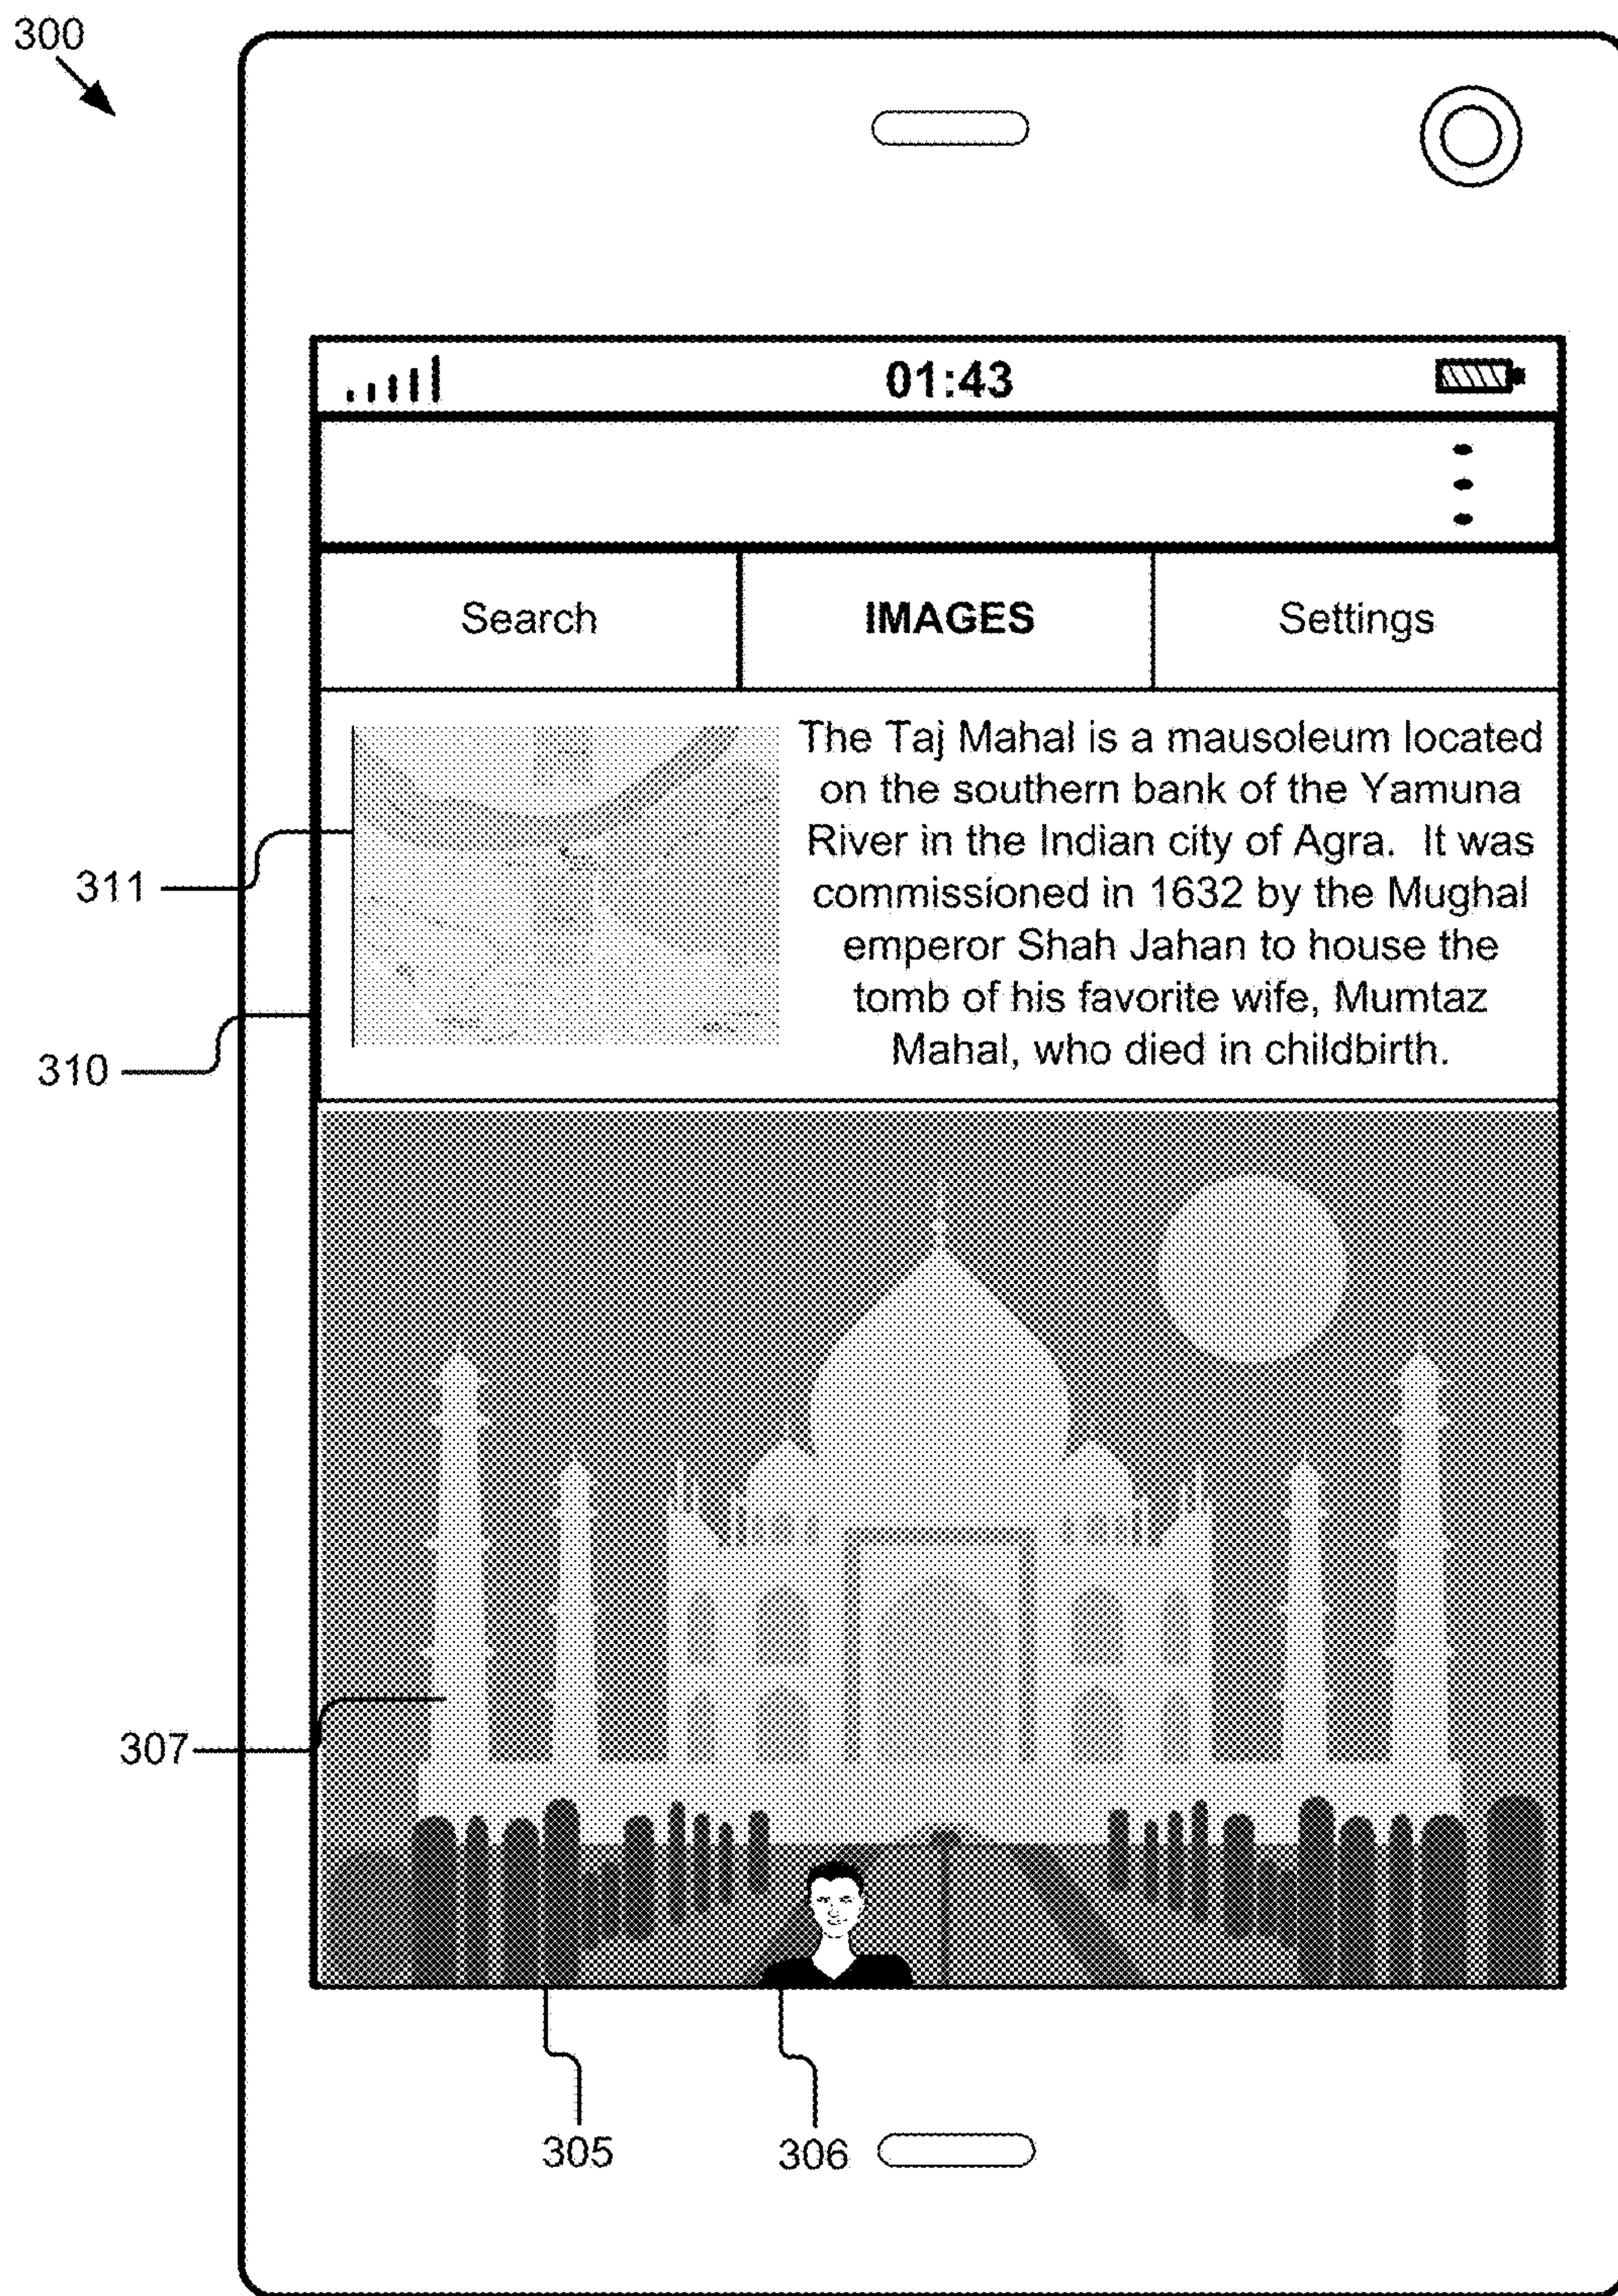 300
01:43
Search
IMAGES
Settings
The Taj Mahal is a mausoleum located
on the southern bank of the Yamuna
River in the Indian city of Agra.  It was
commissioned in 1632 by the Mughal
emperor Shah Jahan to house the
tomb of his favorite wife, Mumtaz
Mahal, who died in childbirth.
311
310
307
305
306